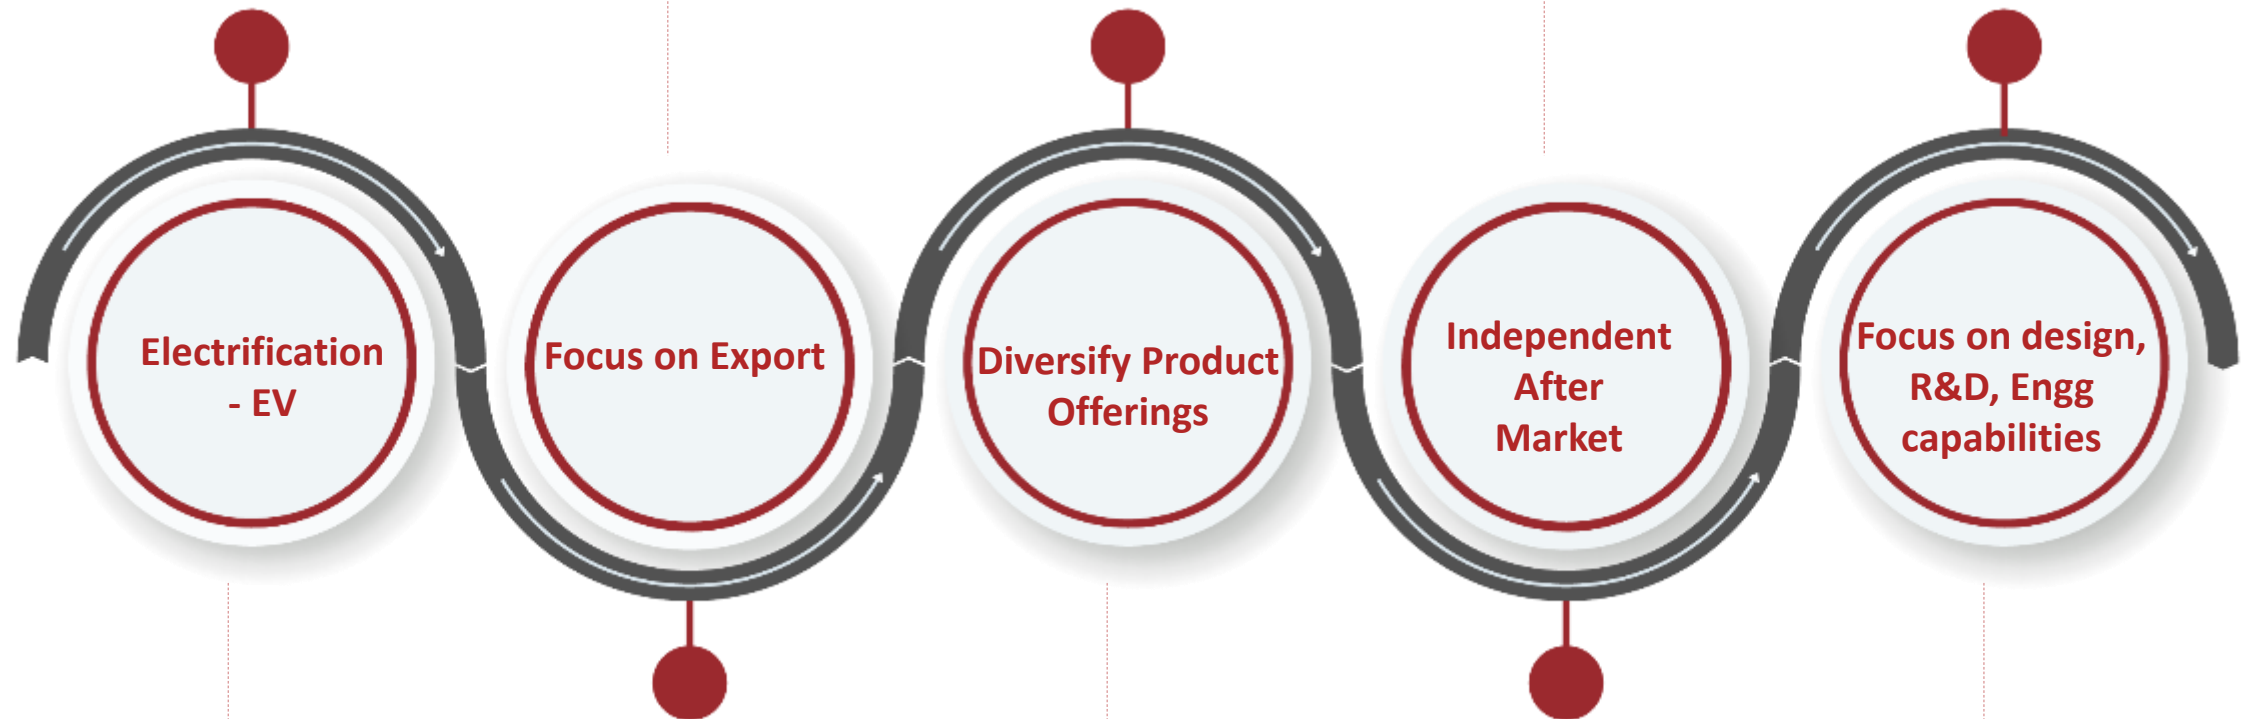 Electrification
- EV
Focus on Export
Diversify Product
Offerings
Independent
After
Market
Focus on design,
R&D, Engg
capabilities